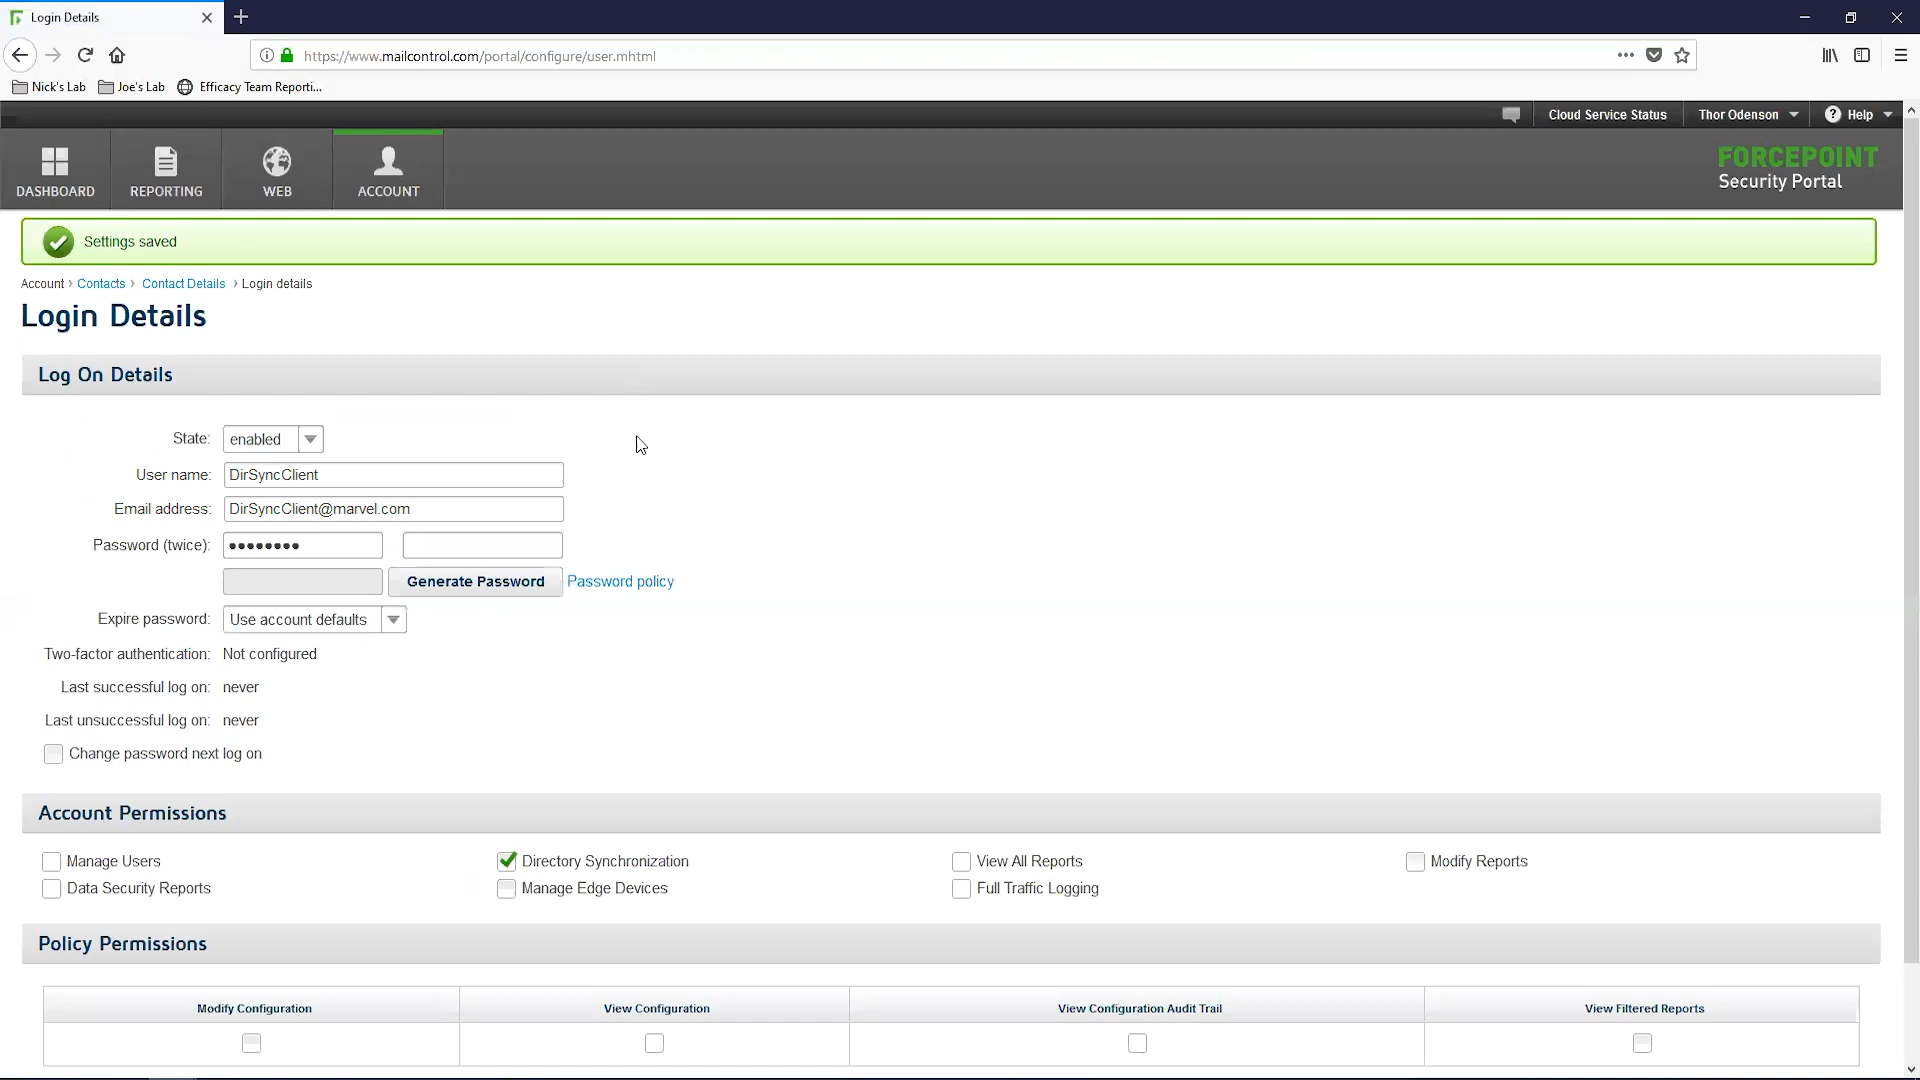 Login Details
https://www.mailcontrol.com/portal/configure/user.mhtml
Nick's Lab Joe's Lab Efficacy Team Reporti...
Cloud Service Status Thor Odenson ? Help
DASHBOARD REPORTING WEB ACCOUNT
FORCEPOINT
Security Portal
Settings saved
Account › Contacts › Contact Details › Login details
Login Details
Log On Details
State: enabled
User name: DirSyncClient
Email address: DirSyncClient@marvel.com
Password (twice): ••••••••
Generate Password Password policy
Expire password: Use account defaults
Two-factor authentication: Not configured
Last successful log on: never
Last unsuccessful log on: never
Change password next log on
Account Permissions
Manage Users Directory Synchronization View All Reports Modify Reports
Data Security Reports Manage Edge Devices Full Traffic Logging
Policy Permissions
Modify Configuration View Configuration View Configuration Audit Trail View Filtered Reports